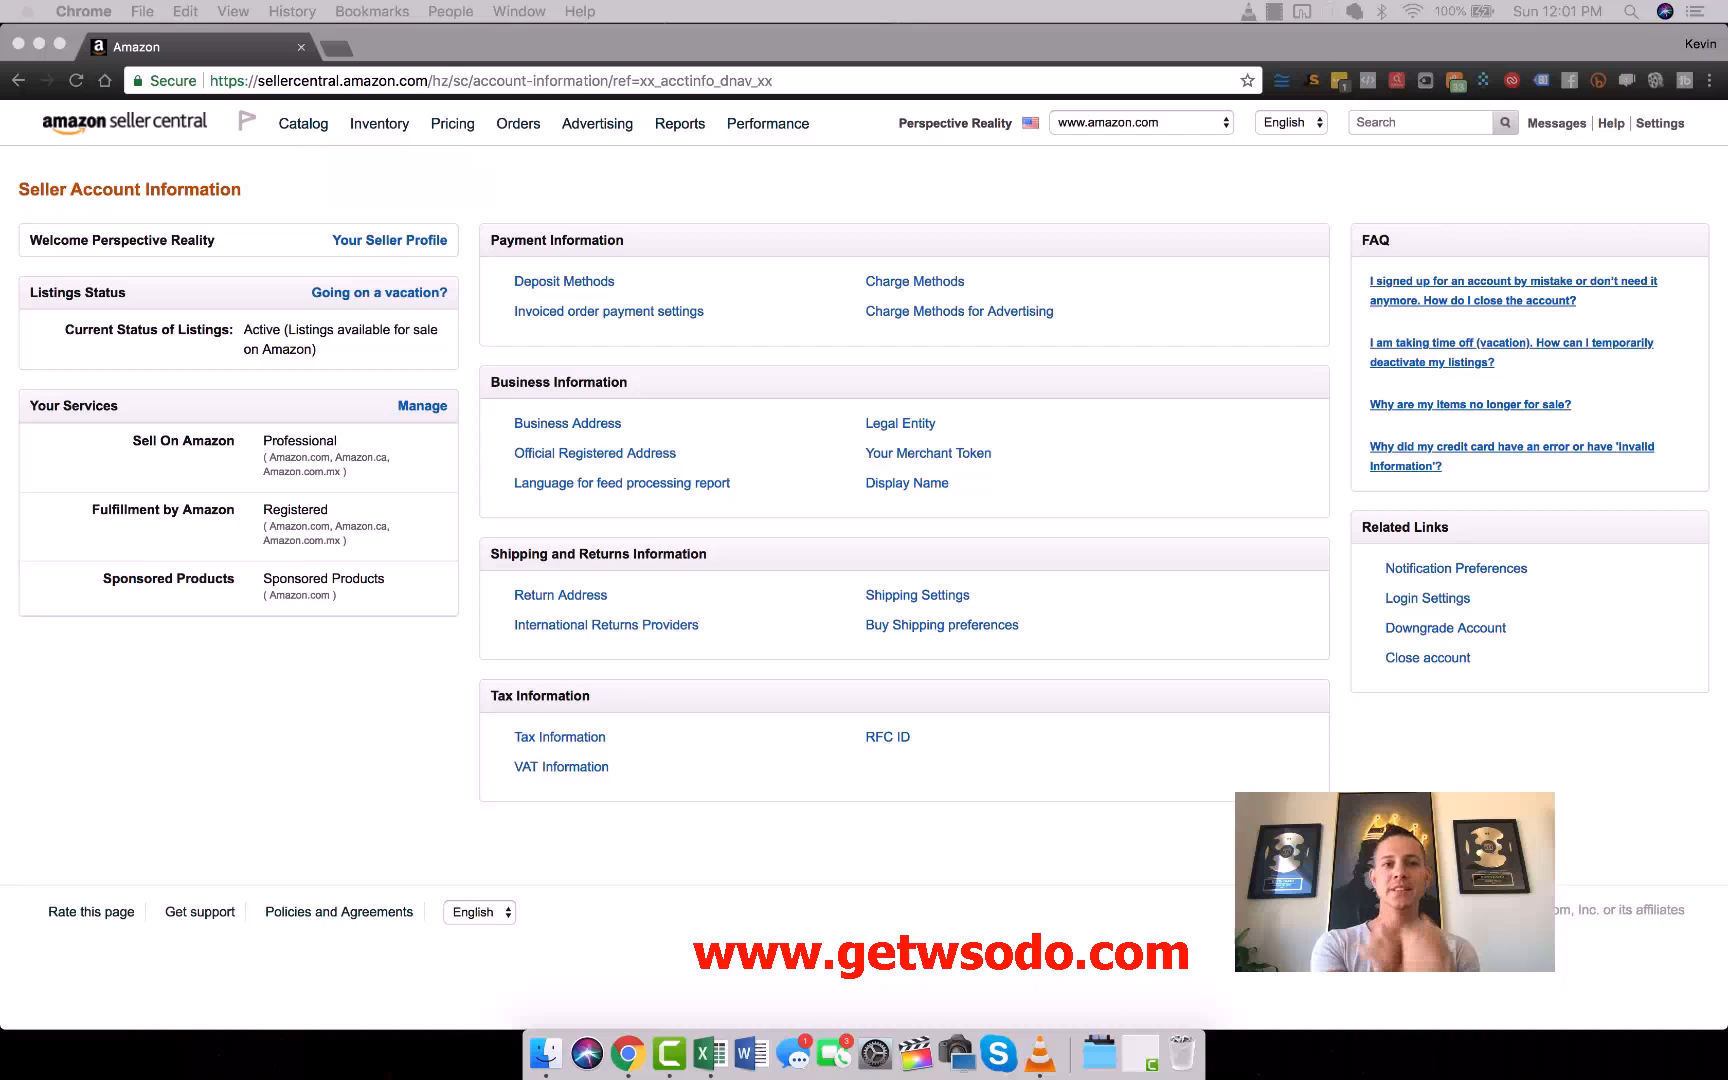 Chrome File Edit View History Bookmarks People Window Help 100% Sun 12:01 PM
Amazon Kevin
Secure https://sellercentral.amazon.com/hz/sc/account-information/ref=xx_acctinfo_dnav_xx
amazon seller central Catalog Inventory Pricing Orders Advertising Reports Performance Perspective Reality www.amazon.com English Search Messages Help Settings
Seller Account Information
Welcome Perspective Reality Your Seller Profile
Listings Status Going on a vacation?
Current Status of Listings: Active (Listings available for sale
on Amazon)
Your Services Manage
Sell On Amazon Professional
( Amazon.com, Amazon.ca,
Amazon.com.mx )
Fulfillment by Amazon Registered
( Amazon.com, Amazon.ca,
Amazon.com.mx )
Sponsored Products Sponsored Products
( Amazon.com )
Payment Information
Deposit Methods Charge Methods
Invoiced order payment settings Charge Methods for Advertising
Business Information
Business Address Legal Entity
Official Registered Address Your Merchant Token
Language for feed processing report Display Name
Shipping and Returns Information
Return Address Shipping Settings
International Returns Providers Buy Shipping preferences
Tax Information
Tax Information RFC ID
VAT Information
FAQ
I signed up for an account by mistake or don't need it
anymore. How do I close the account?
I am taking time off (vacation). How can I temporarily
deactivate my listings?
Why are my items no longer for sale?
Why did my credit card have an error or have 'Invalid
Information'?
Related Links
Notification Preferences
Login Settings
Downgrade Account
Close account
Rate this page Get support Policies and Agreements English om, Inc. or its affiliates
www.getwsodo.com
1 3